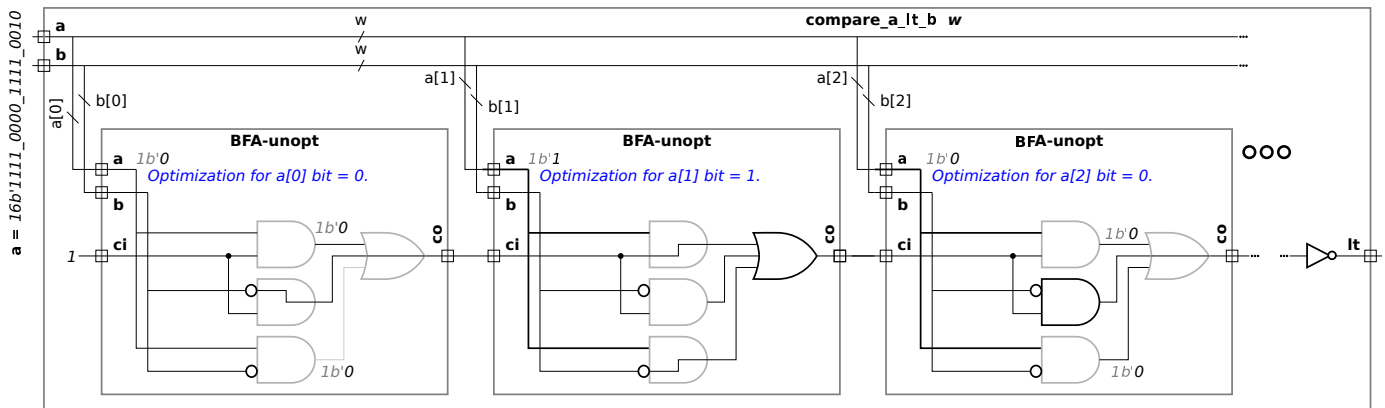 a = 16b'1111_0000_1111_0010
a
b
w
w
compare_a_lt_b w
...
...
a[0]
b[0]
a[1]
b[1]
a[2]
b[2]
BFA-unopt
a
1b'0
Optimization for a[0] bit = 0.
b
1
ci
1b'0
1b'0
co
BFA-unopt
a
1b'1
Optimization for a[1] bit = 1.
b
ci
co
BFA-unopt
a
1b'0
Optimization for a[2] bit = 0.
b
ci
1b'0
1b'0
co
...
...
lt